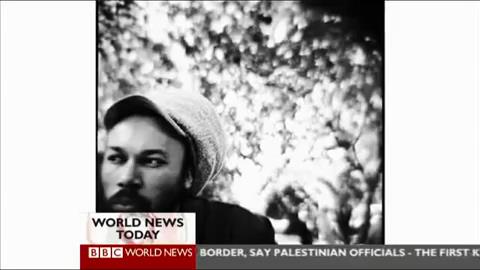 WORLD NEWS
TODAY
BBC WORLD NEWS
BORDER, SAY PALESTINIAN OFFICIALS - THE FIRST K